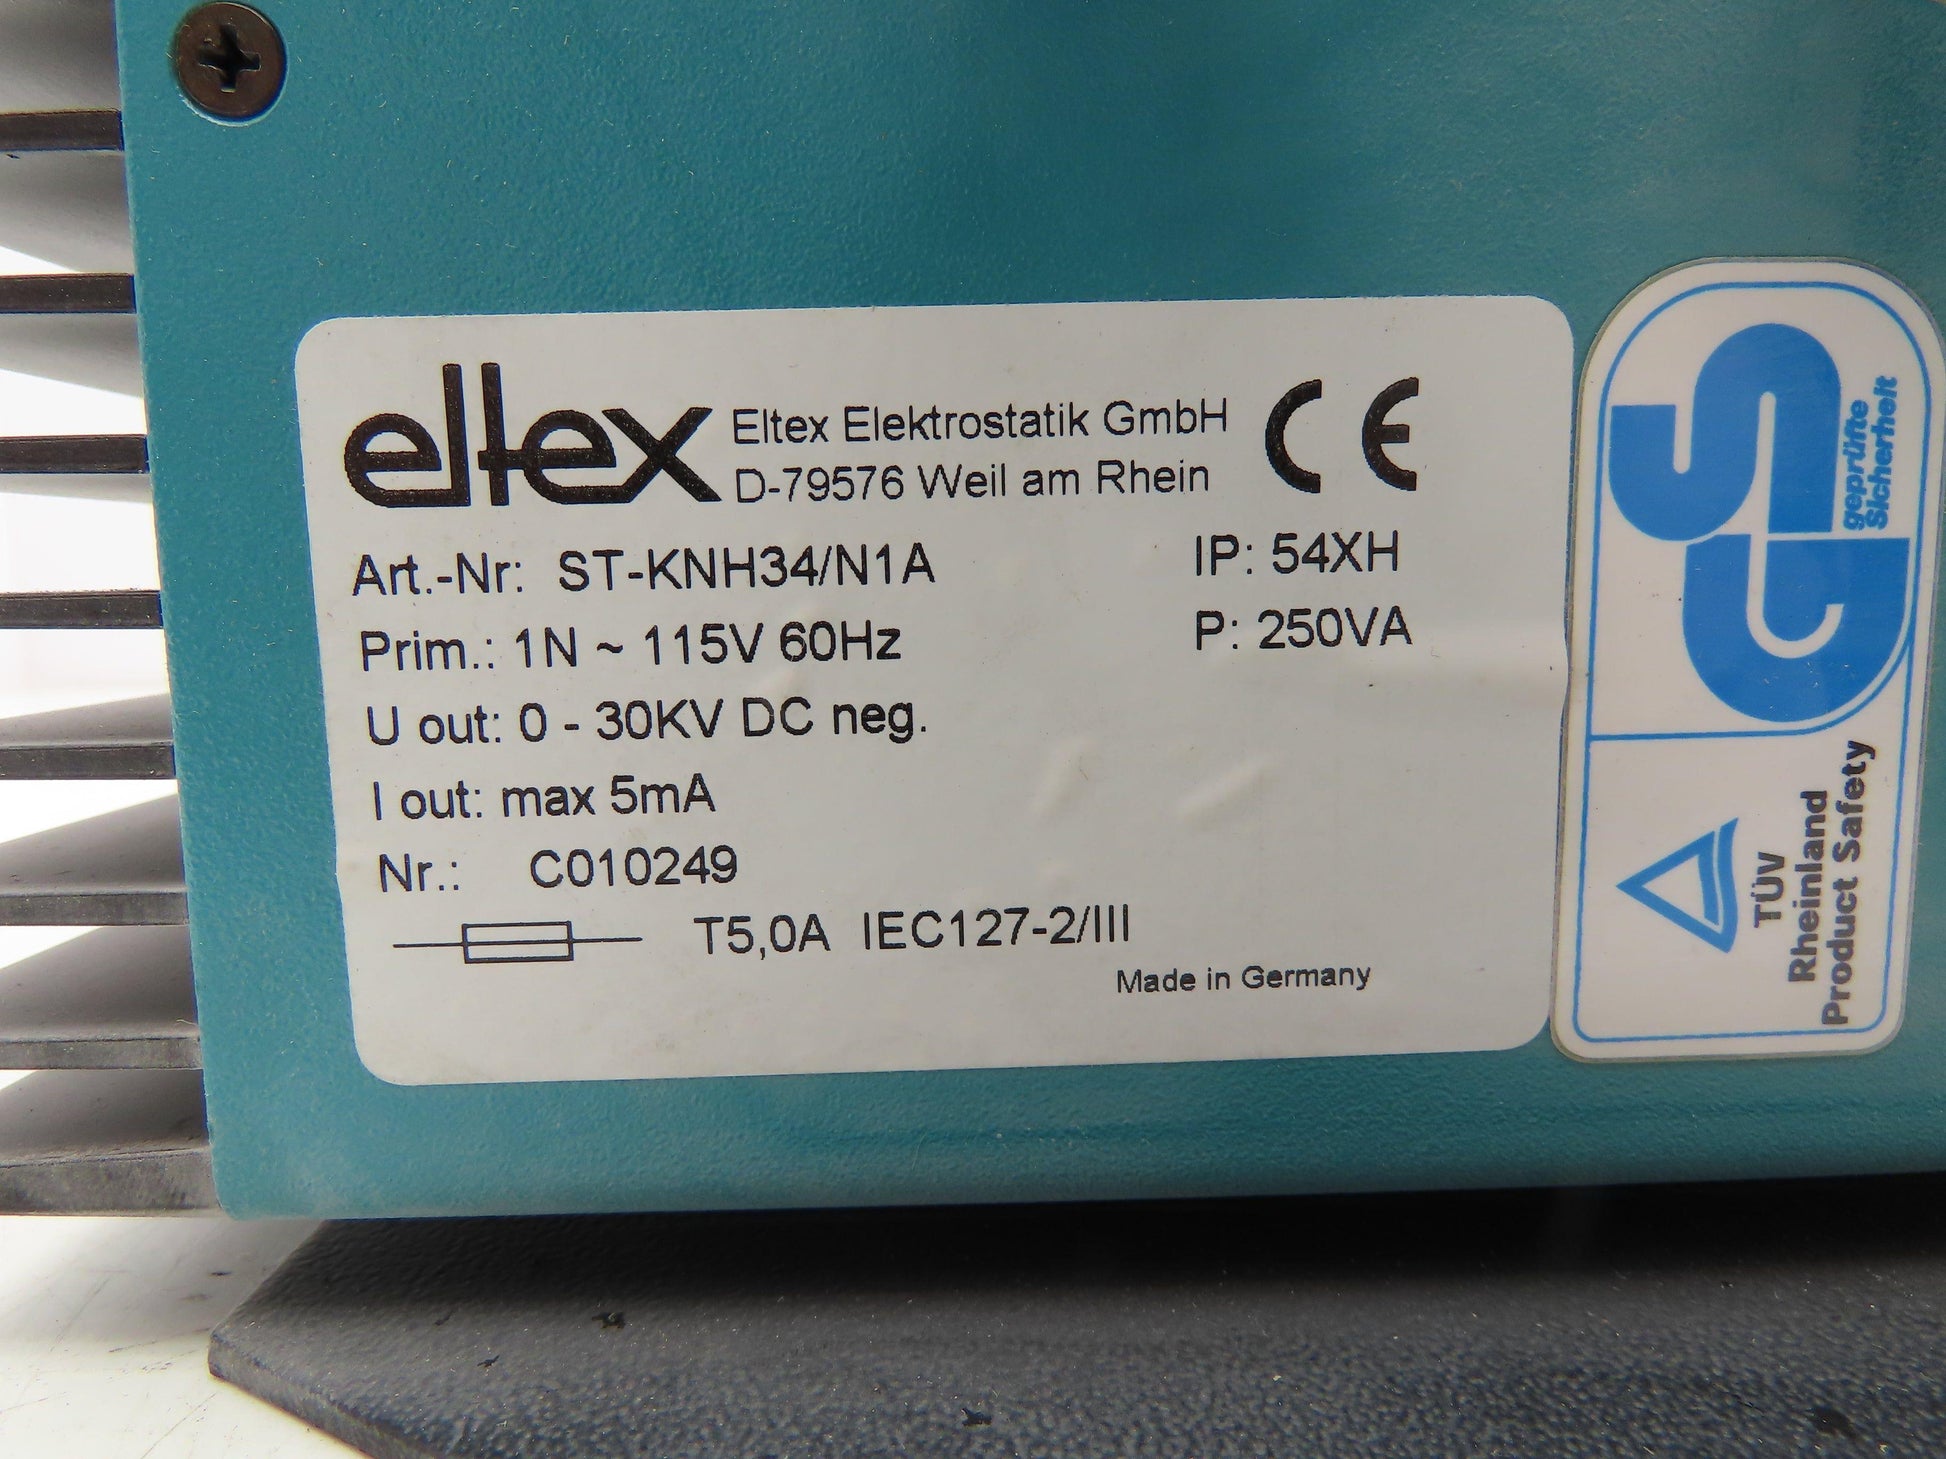 eltex
Eltex Elektrostatik GmbH
D-79576 Weil am Rhein
CE
Art.-Nr: ST-KNH34/N1A
IP: 54XH
Prim.: 1N ~ 115V 60Hz
P: 250VA
U out: 0 - 30KV DC neg.
I out: max 5mA
Nr.: C010249
T5,0A IEC127-2/III
Made in Germany
geprüfte
Sicherheit
TÜV
Rheinland
Product Safety